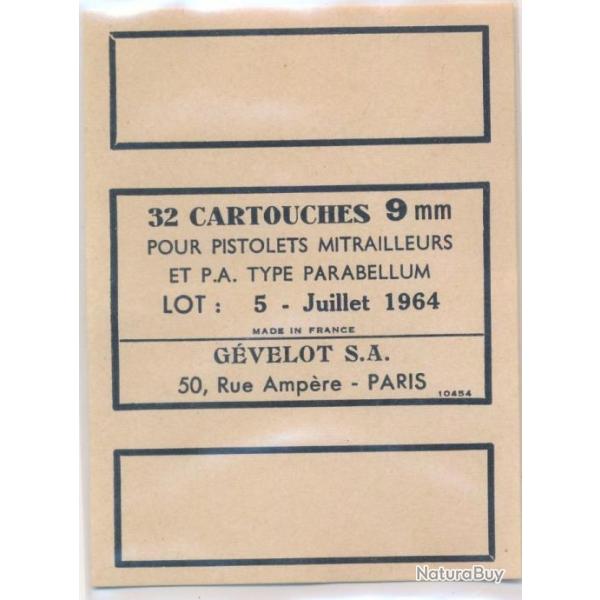 32 CARTOUCHES 9 mm
POUR PISTOLETS MITRAILLEURS
ET P.A. TYPE PARABELLUM
LOT : 5 - Juillet 1964
MADE IN FRANCE
GÉVELOT S.A.
50, Rue Ampère - PARIS
10454
NaturaBuy